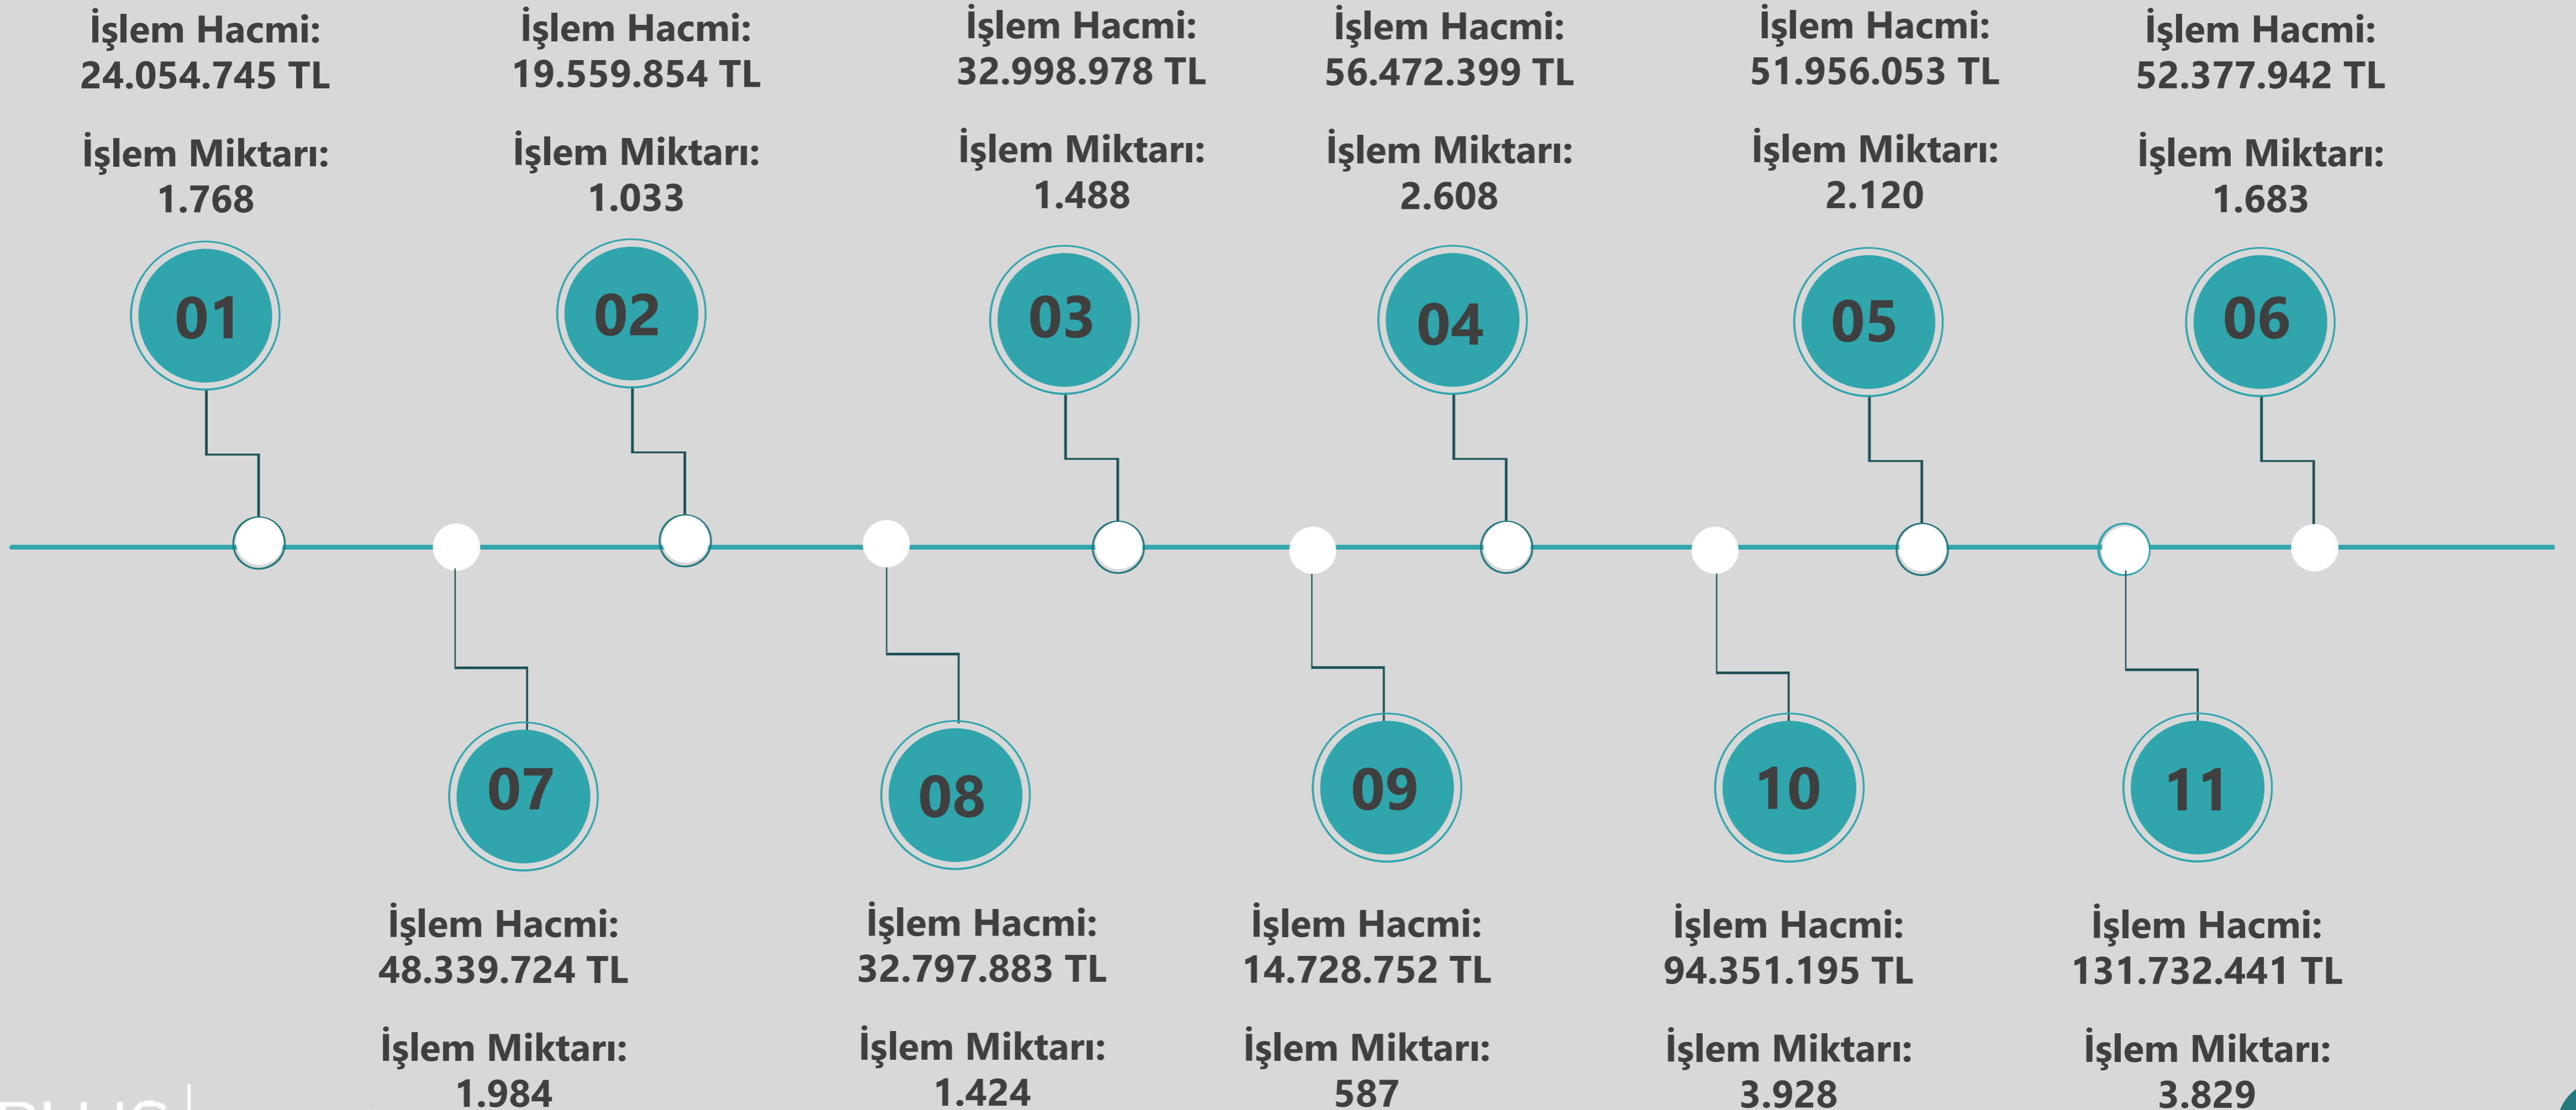 İşlem Hacmi:
24.054.745 TL
İşlem Miktarı:
1.768
01
İşlem Hacmi:
19.559.854 TL
İşlem Miktarı:
1.033
02
İşlem Hacmi:
32.998.978 TL
İşlem Miktarı:
1.488
03
İşlem Hacmi:
56.472.399 TL
İşlem Miktarı:
2.608
04
İşlem Hacmi:
51.956.053 TL
İşlem Miktarı:
2.120
05
İşlem Hacmi:
52.377.942 TL
İşlem Miktarı:
1.683
06
07
İşlem Hacmi:
48.339.724 TL
İşlem Miktarı:
1.984
08
İşlem Hacmi:
32.797.883 TL
İşlem Miktarı:
1.424
09
İşlem Hacmi:
14.728.752 TL
İşlem Miktarı:
587
10
İşlem Hacmi:
94.351.195 TL
İşlem Miktarı:
3.928
11
İşlem Hacmi:
131.732.441 TL
İşlem Miktarı:
3.829